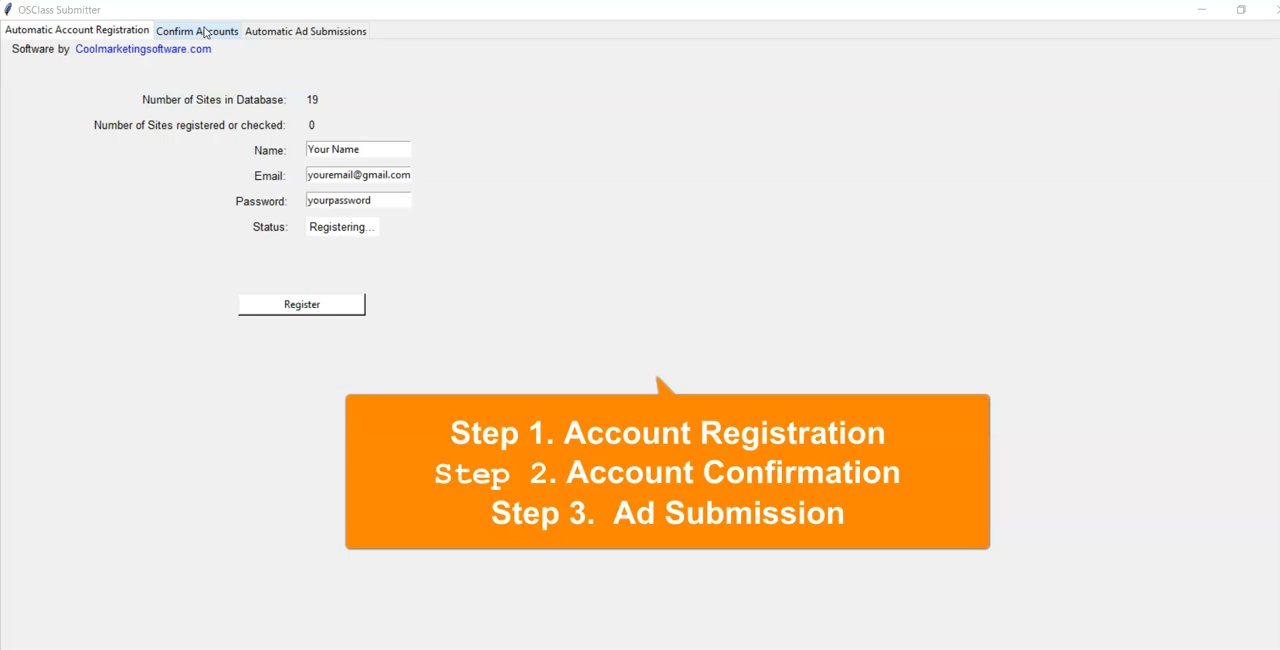 OSClass Submitter
Automatic Account Registration Confirm Accounts Automatic Ad Submissions
Software by Coolmarketingsoftware.com
Number of Sites in Database: 19
Number of Sites registered or checked: 0
Name: Your Name
Email: youremail@gmail.com
Password: yourpassword
Status: Registering...
Register
Step 1. Account Registration
Step 2. Account Confirmation
Step 3. Ad Submission